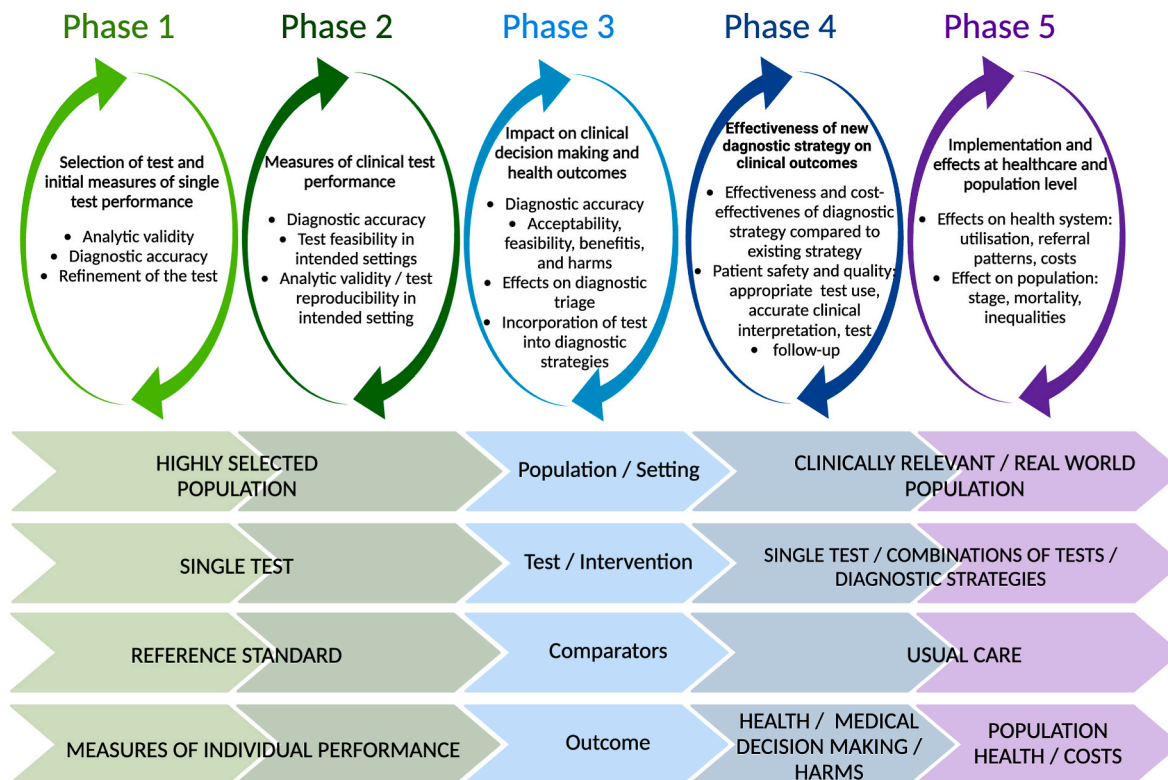 Phase 1
Phase 2
Phase 3
Phase 4
Phase 5
Selection of test and
initial measures of single
test performance
• Analytic validity
• Diagnostic accuracy
• Refinement of the test
Measures of clinical test
performance
• Diagnostic accuracy
• Test feasibility in
intended settings
• Analytic validity / test
reproducibility in
intended setting
Impact on clinical
decision making and
health outcomes
• Diagnostic accuracy
• Acceptability,
feasibility, benefitis,
and harms
• Effects on diagnostic
triage
• Incorporation of test
into diagnostic
strategies
Effectiveness of new
dagnostic strategy on
clinical outcomes
• Effectiveness and cost-
effectivenes of diagnostic
strategy compared to
existing strategy
• Patient safety and quality:
appropriate test use,
accurate clinical
interpretation, test
• follow-up
Implementation and
effects at healthcare and
population level
• Effects on health system:
utilisation, referral
patterns, costs
• Effect on population:
stage, mortality,
inequalities
HIGHLY SELECTED
POPULATION
Population / Setting
CLINICALLY RELEVANT / REAL WORLD
POPULATION
SINGLE TEST
Test / Intervention
SINGLE TEST / COMBINATIONS OF TESTS /
DIAGNOSTIC STRATEGIES
REFERENCE STANDARD
Comparators
USUAL CARE
MEASURES OF INDIVIDUAL PERFORMANCE
Outcome
HEALTH / MEDICAL
DECISION MAKING /
HARMS
POPULATION
HEALTH / COSTS